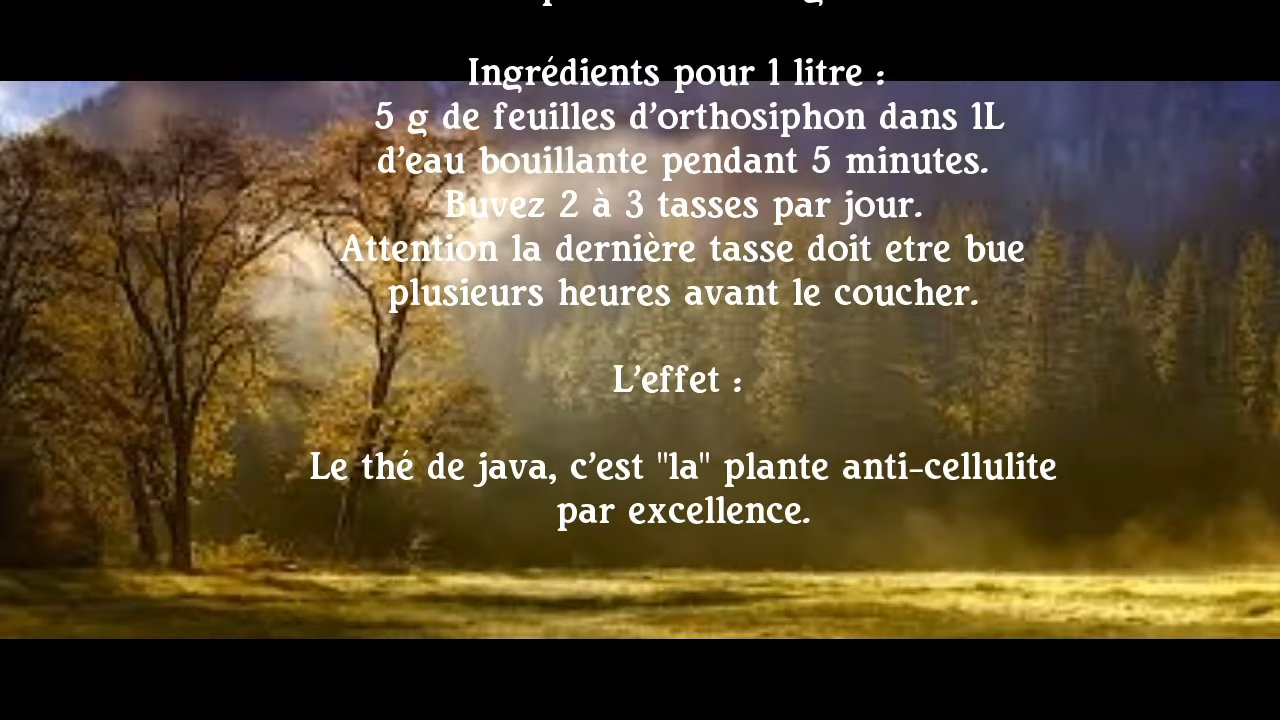 Ingrédients pour 1 litre :
5 g de feuilles d'orthosiphon dans 1L
d'eau bouillante pendant 5 minutes.
Buvez 2 à 3 tasses par jour.
Attention la dernière tasse doit etre bue
plusieurs heures avant le coucher.
L'effet :
Le thé de java, c'est "la" plante anti-cellulite
par excellence.